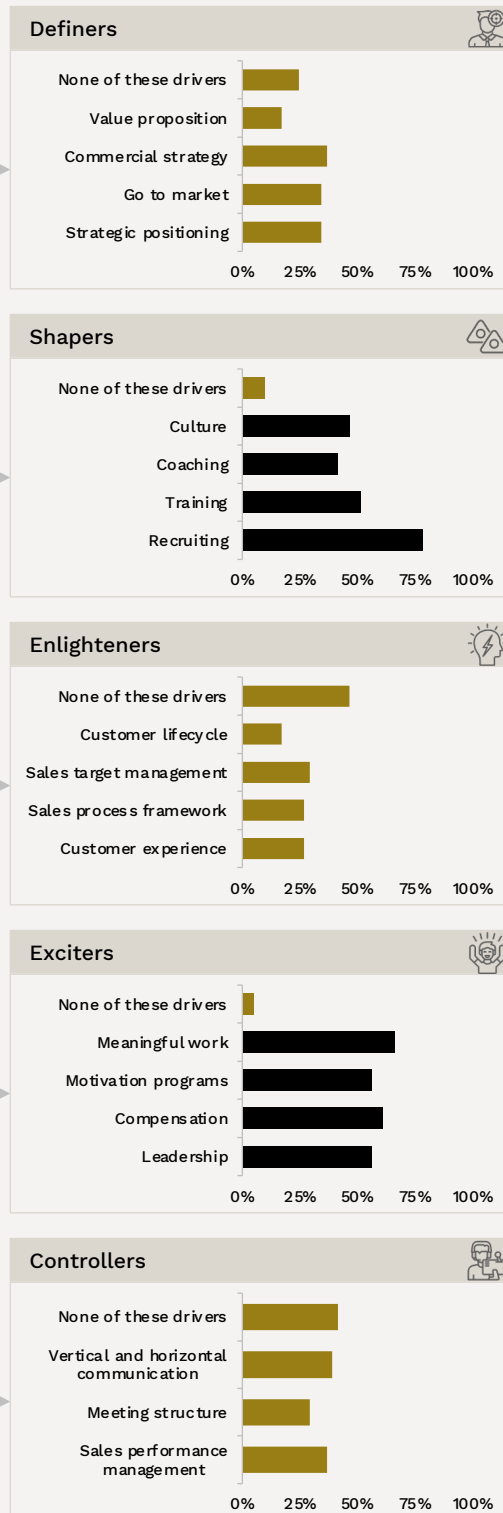 Definers
None of these drivers
Value proposition
Commercial strategy
Go to market
Strategic positioning
0% 25% 50% 75% 100%
Shapers
None of these drivers
Culture
Coaching
Training
Recruiting
0% 25% 50% 75% 100%
Enlighteners
None of these drivers
Customer lifecycle
Sales target management
Sales process framework
Customer experience
0% 25% 50% 75% 100%
Exciters
None of these drivers
Meaningful work
Motivation programs
Compensation
Leadership
0% 25% 50% 75% 100%
Controllers
None of these drivers
Vertical and horizontal
communication
Meeting structure
Sales performance
management
0% 25% 50% 75% 100%